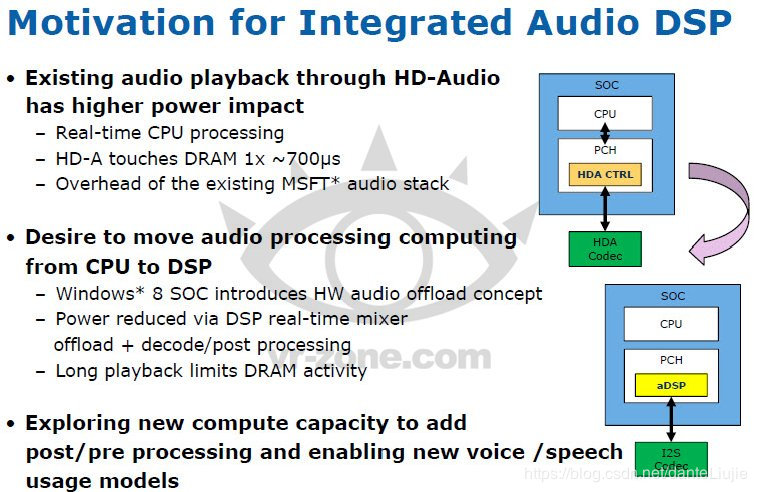 Motivation for Integrated Audio DSP
• Existing audio playback through HD-Audio
has higher power impact
– Real-time CPU processing
– HD-A touches DRAM 1x ~700µs
– Overhead of the existing MSFT* audio stack
SOC
CPU
PCH
HDA CTRL
HDA
Codec
• Desire to move audio processing computing
from CPU to DSP
– Windows* 8 SOC introduces HW audio offload concept
– Power reduced via DSP real-time mixer
offload + decode/post processing
– Long playback limits DRAM activity
vr-zone.com
SOC
CPU
PCH
aDSP
I2S
Codec
• Exploring new compute capacity to add
post/pre processing and enabling new voice /speech
usage models
https://blog.csdn.net/danteLiujie